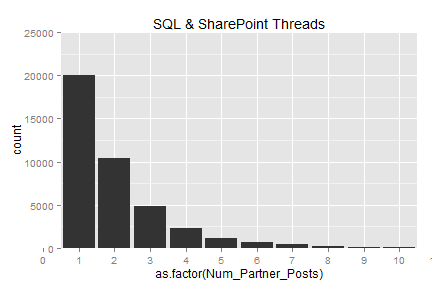 SQL & SharePoint Threads
25000
20000
15000
10000
5000
0
count
0 1 2 3 4 5 6 7 8 9 10
as.factor(Num_Partner_Posts)